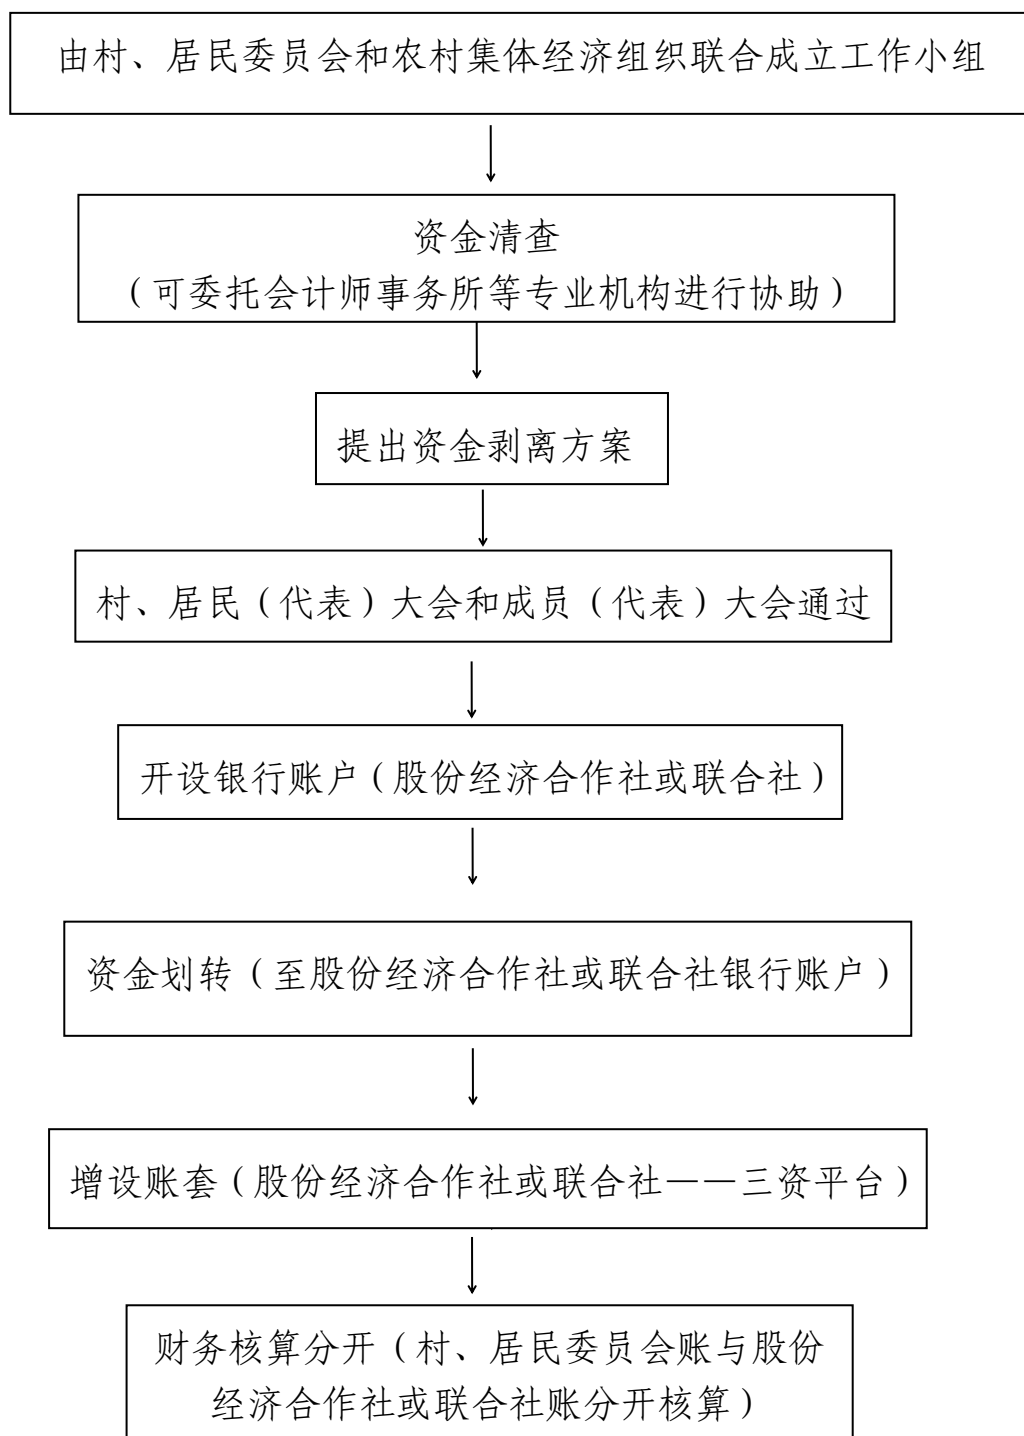 由村、居民委员会和农村集体经济组织联合成立工作小组
资金清查
（可委托会计师事务所等专业机构进行协助）
提出资金剥离方案
村、居民（代表）大会和成员（代表）大会通过
开设银行账户（股份经济合作社或联合社）
资金划转（至股份经济合作社或联合社银行账户）
增设账套（股份经济合作社或联合社——三资平台）
财务核算分开（村、居民委员会账与股份
经济合作社或联合社账分开核算）